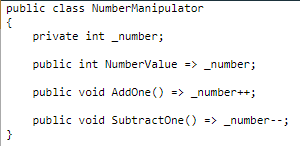 public class NumberManipulator
{
    private int _number;
    public int NumberValue => _number;
    public void AddOne() => _number++;
    public void SubtractOne() => _number--;
}